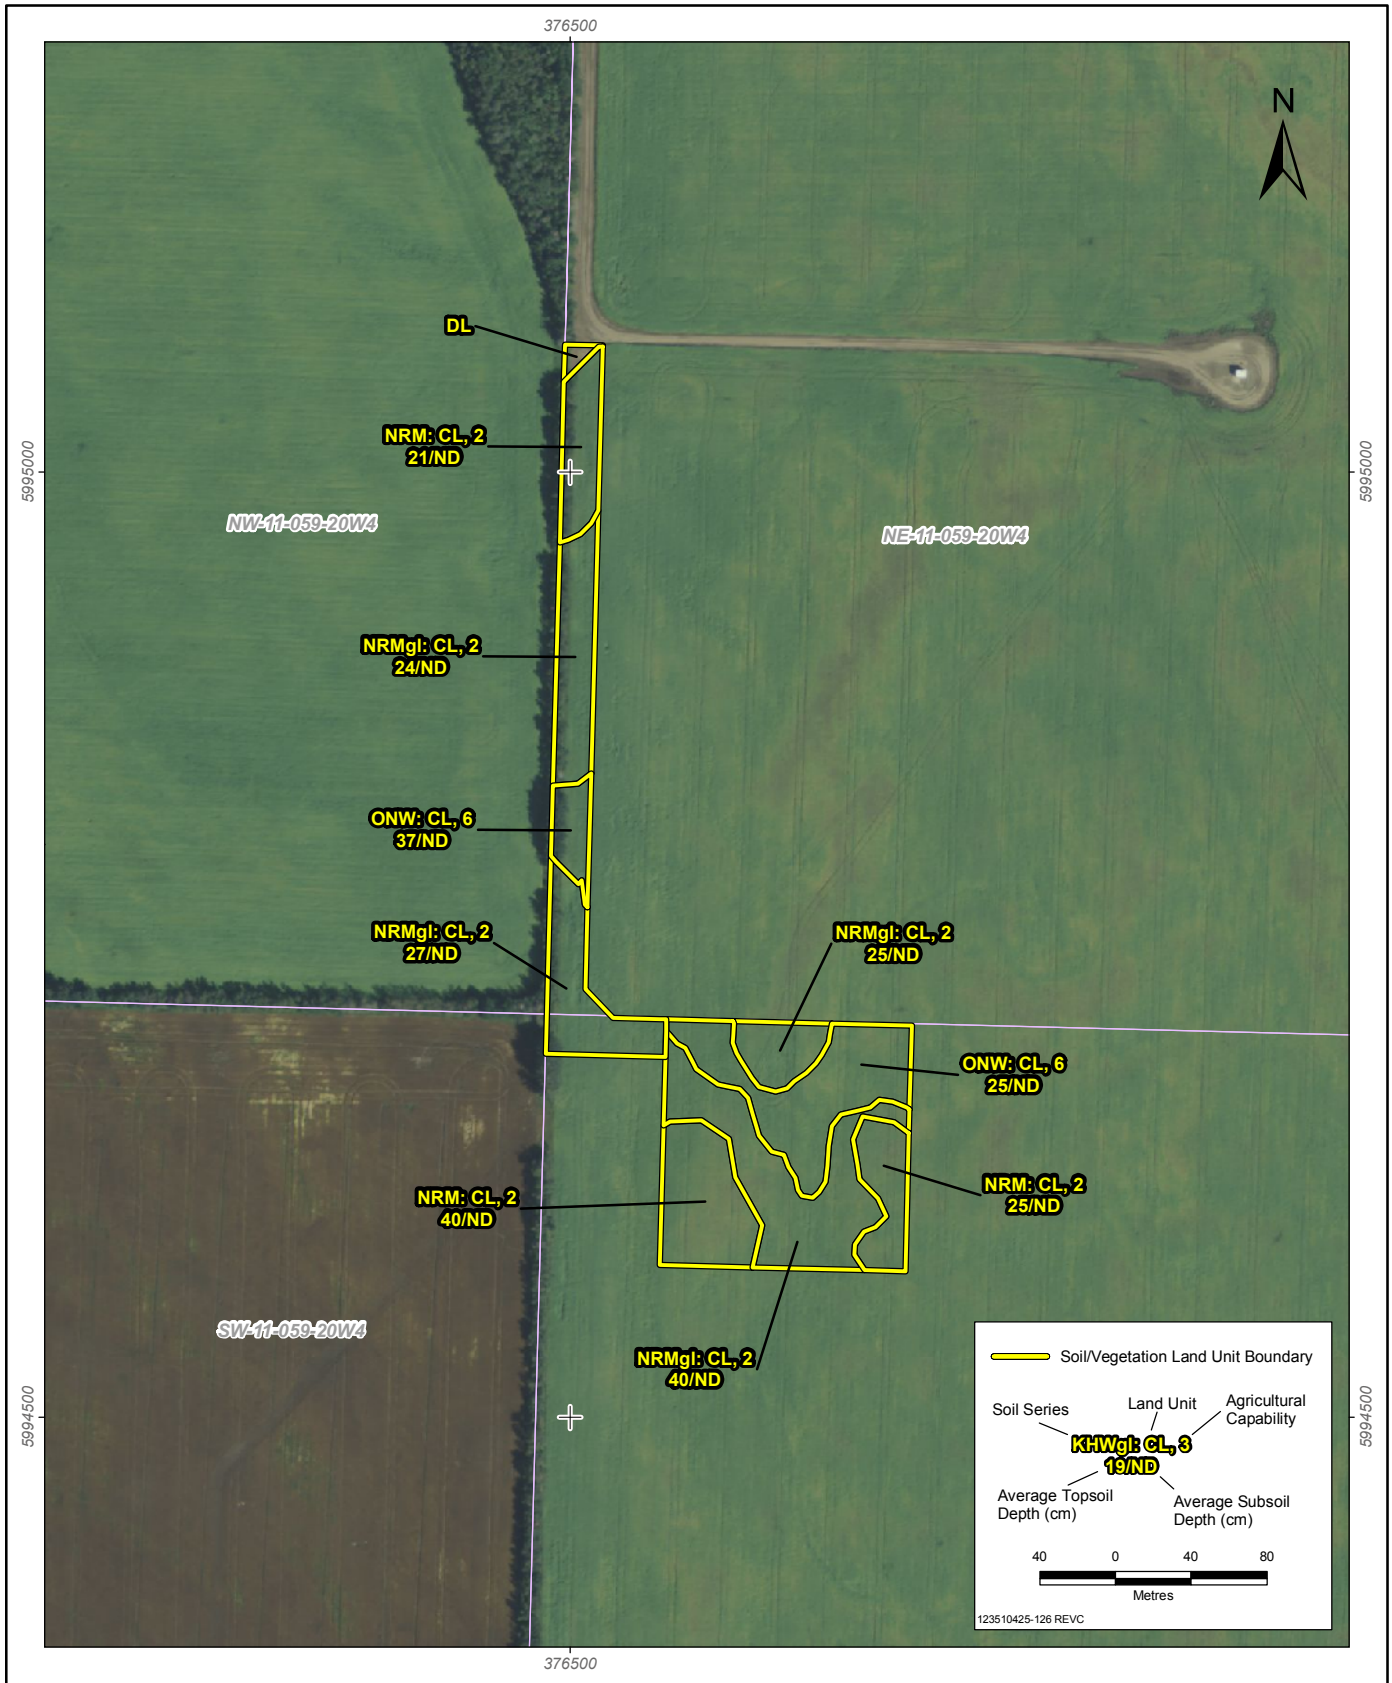 376500
N
DL
NRM: CL, 2
21/ND
5995000
5995000
NW-11-059-20W4
NE-11-059-20W4
NRMgl: CL, 2
24/ND
ONW: CL, 6
37/ND
NRMgl: CL, 2
27/ND
NRMgl: CL, 2
25/ND
ONW: CL, 6
25/ND
NRM: CL, 2
40/ND
NRM: CL, 2
25/ND
SW-11-059-20W4
NRMgl: CL, 2
40/ND
5994500
5994500
Soil/Vegetation Land Unit Boundary
Soil Series
Land Unit
Agricultural
Capability
KHWgl: CL, 3
19/ND
Average Topsoil
Depth (cm)
Average Subsoil
Depth (cm)
40 0 40 80
Metres
123510425-126 REVC
376500